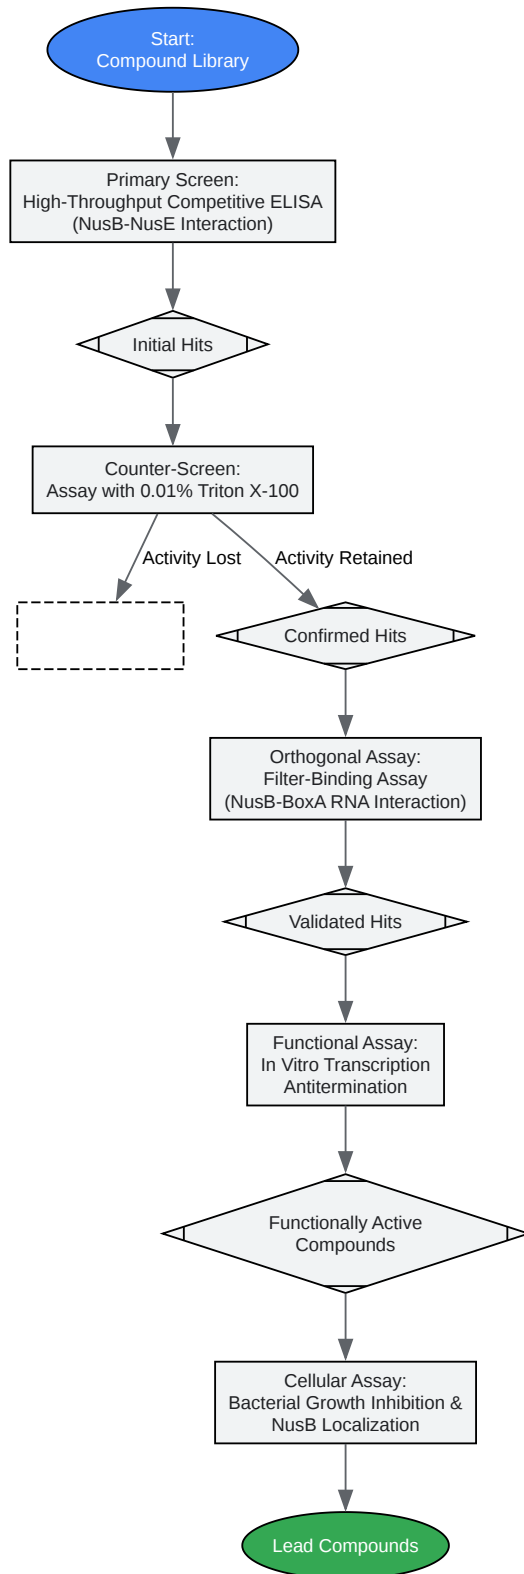 Start:
Compound Library
Primary Screen:
High-Throughput Competitive ELISA
(NusB-NusE Interaction)
Initial Hits
Counter-Screen:
Assay with 0.01% Triton X-100
Activity Lost
Activity Retained
Confirmed Hits
Orthogonal Assay:
Filter-Binding Assay
(NusB-BoxA RNA Interaction)
Validated Hits
Functional Assay:
In Vitro Transcription
Antitermination
Functionally Active
Compounds
Cellular Assay:
Bacterial Growth Inhibition &
NusB Localization
Lead Compounds